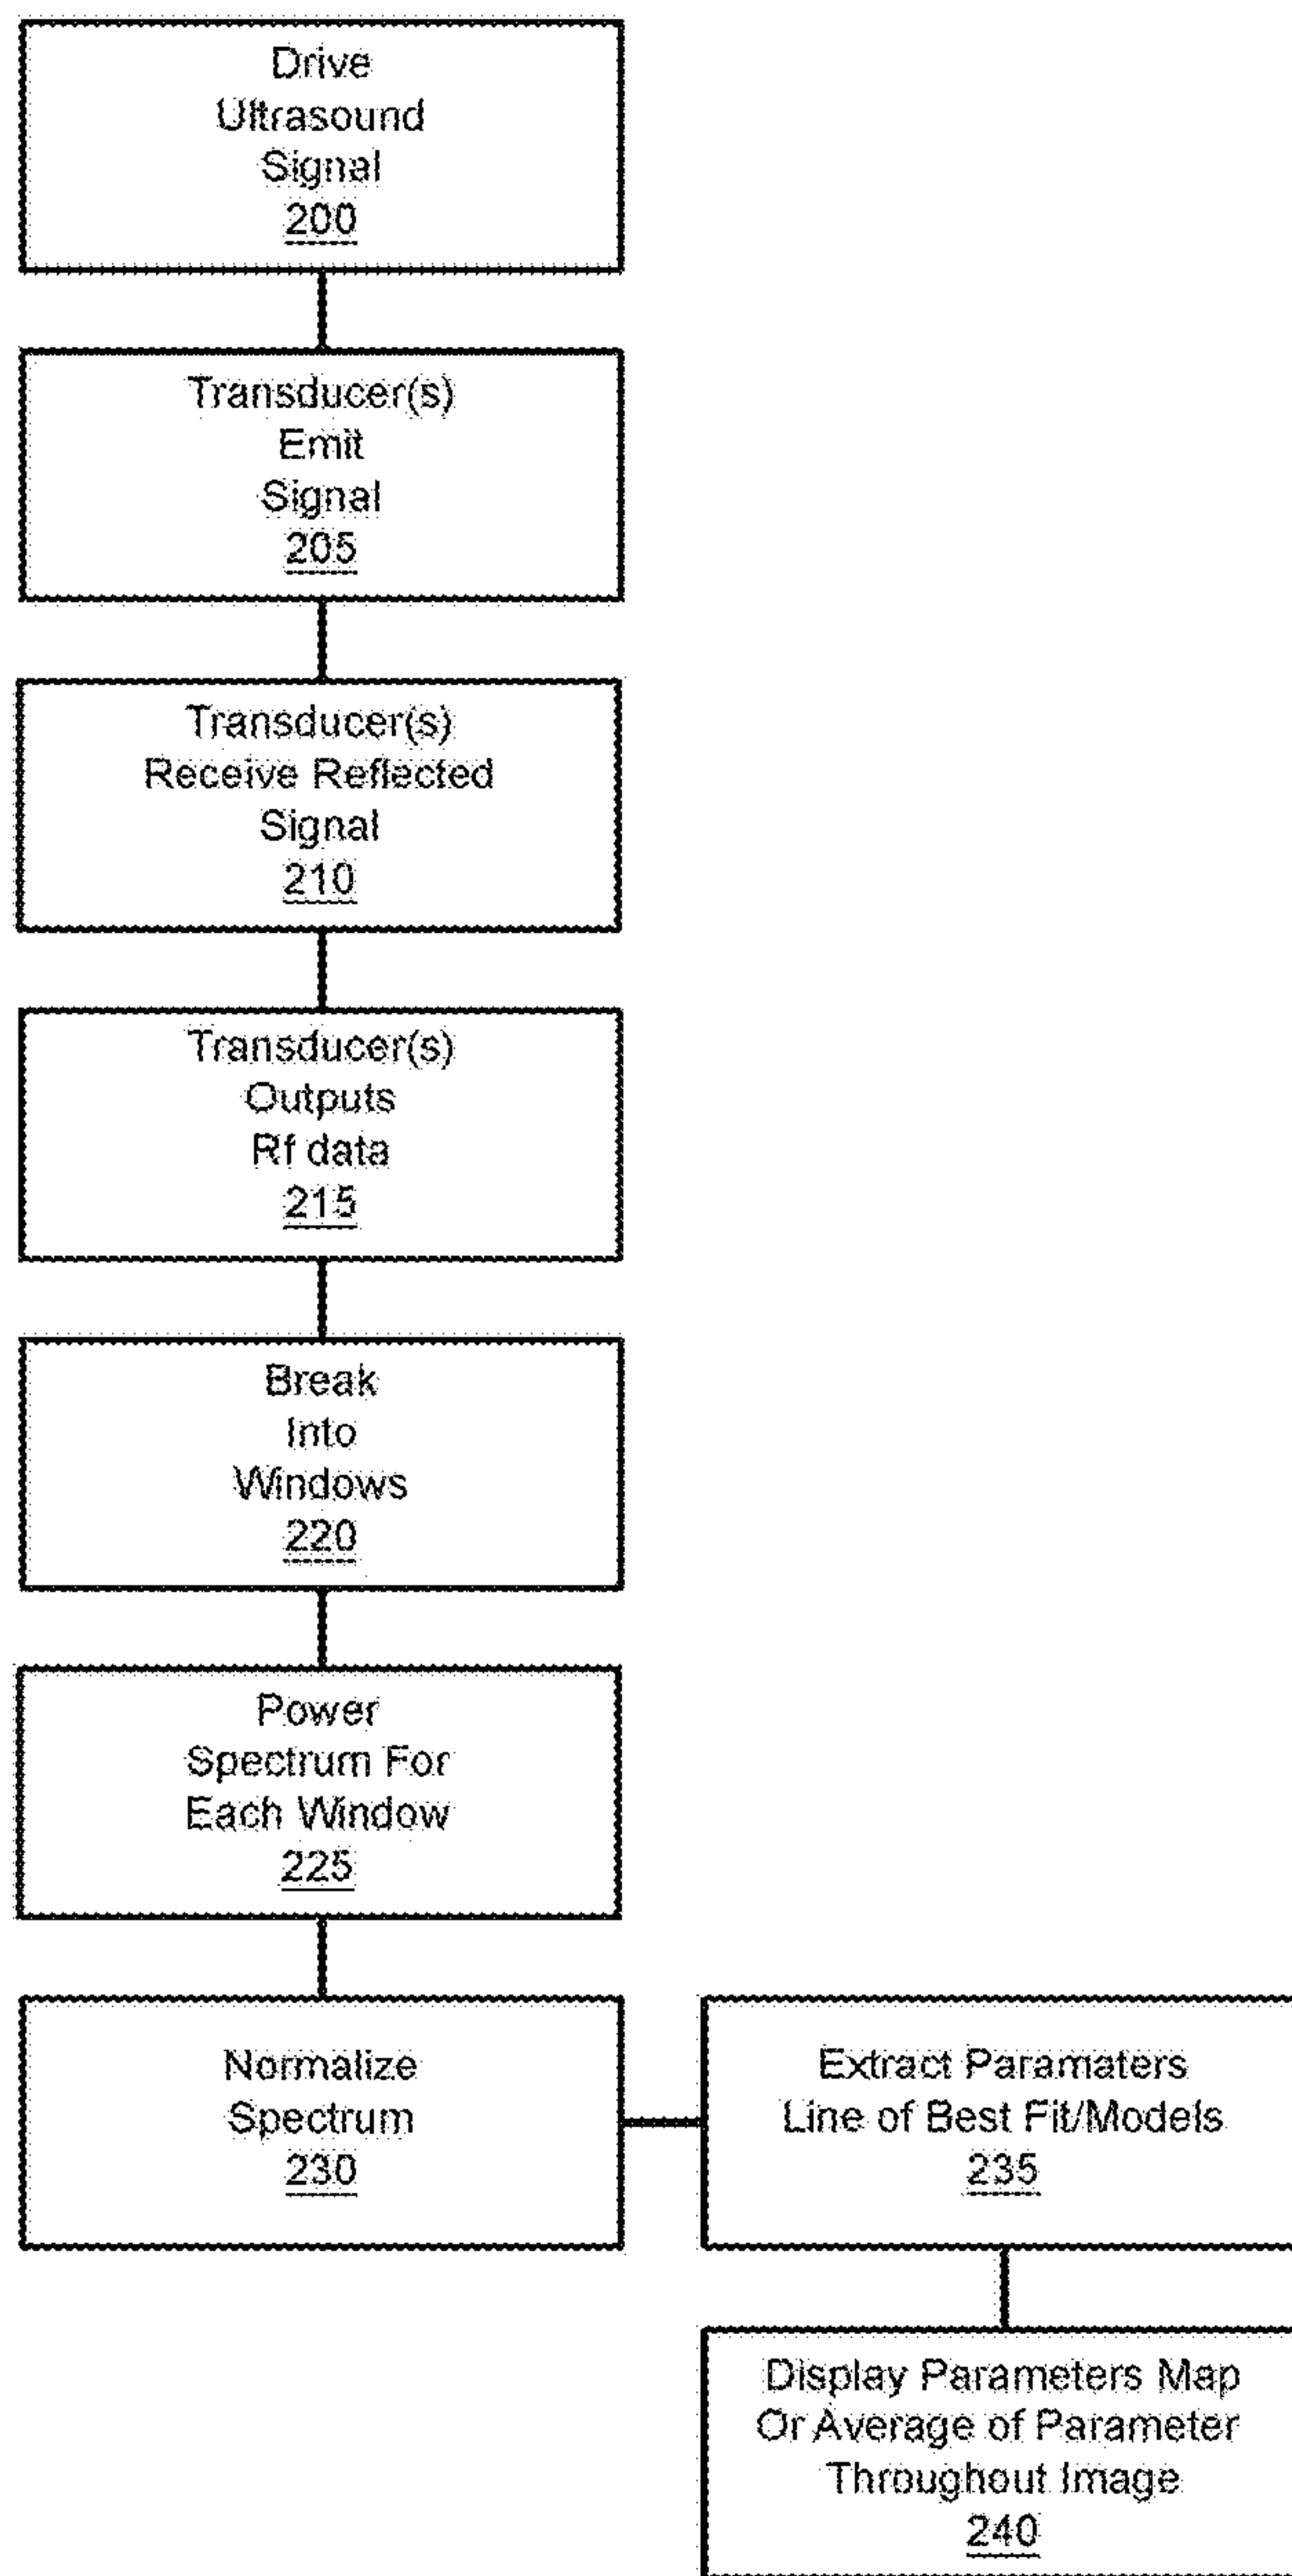 Drive
Ultrasound
Signal
200
Transducer(s)
Emit
Signal
205
Transducer(s)
Receive Reflected
Signal
210
Transducer(s)
Outputs
Rf data
215
Break
Into
Windows
220
Power
Spectrum For
Each Window
225
Normalize
Spectrum
230
Extract Paramaters
Line of Best Fit/Models
235
Display Parameters Map
Or Average of Parameter
Throughout Image
240